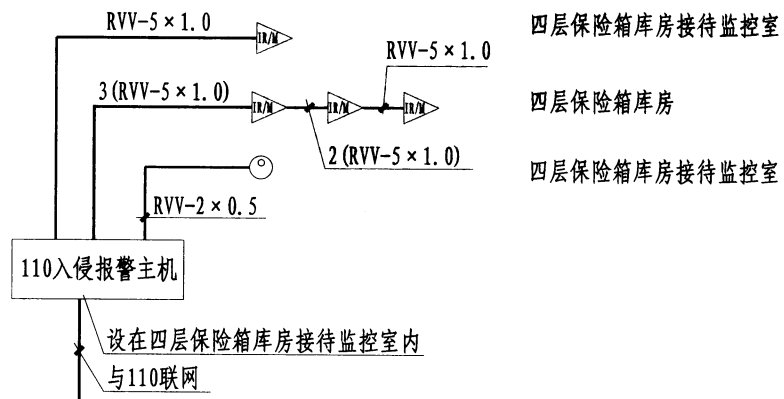 RVV-5×1.0
IR/M
四层保险箱库房接待监控室
RVV-5×1.0
3(RVV-5×1.0)
IR/M
IR/M
IR/M
四层保险箱库房
2(RVV-5×1.0)
四层保险箱库房接待监控室
RVV-2×0.5
110入侵报警主机
设在四层保险箱库房接待监控室内
与110联网